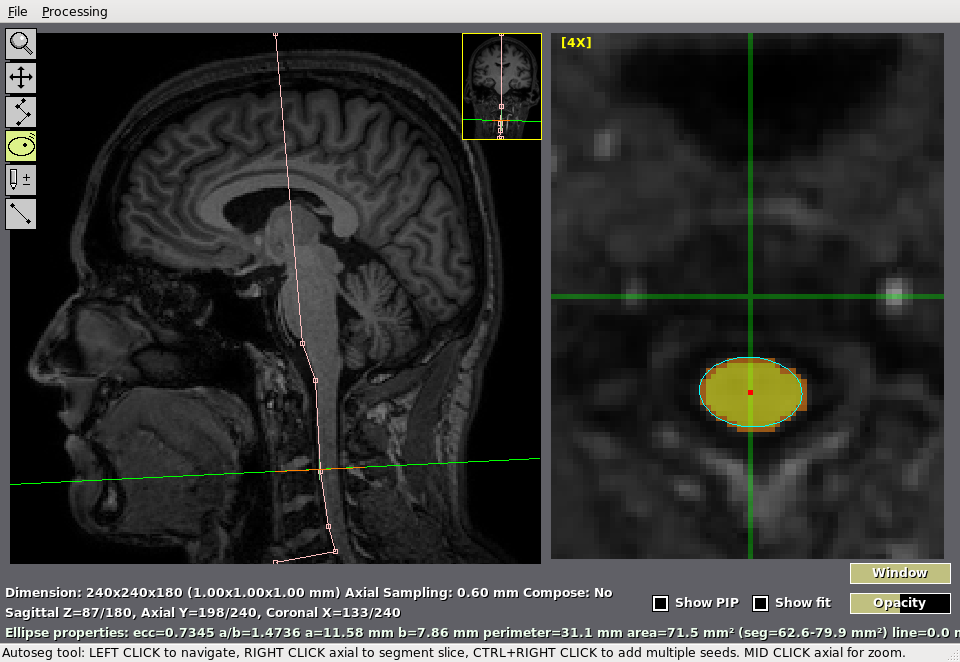 File Processing
[4X]
Window
Dimension: 240x240x180 (1.00x1.00x1.00 mm) Axial Sampling: 0.60 mm Compose: No
Show PIP Show fit Opacity
Sagittal Z=87/180, Axial Y=198/240, Coronal X=133/240
Ellipse properties: ecc=0.7345 a/b=1.4736 a=11.58 mm b=7.86 mm perimeter=31.1 mm area=71.5 mm² (seg=62.6-79.9 mm²) line=0.0 m
Autoseg tool: LEFT CLICK to navigate, RIGHT CLICK axial to segment slice, CTRL+RIGHT CLICK to add multiple seeds. MID CLICK axial for zoom.